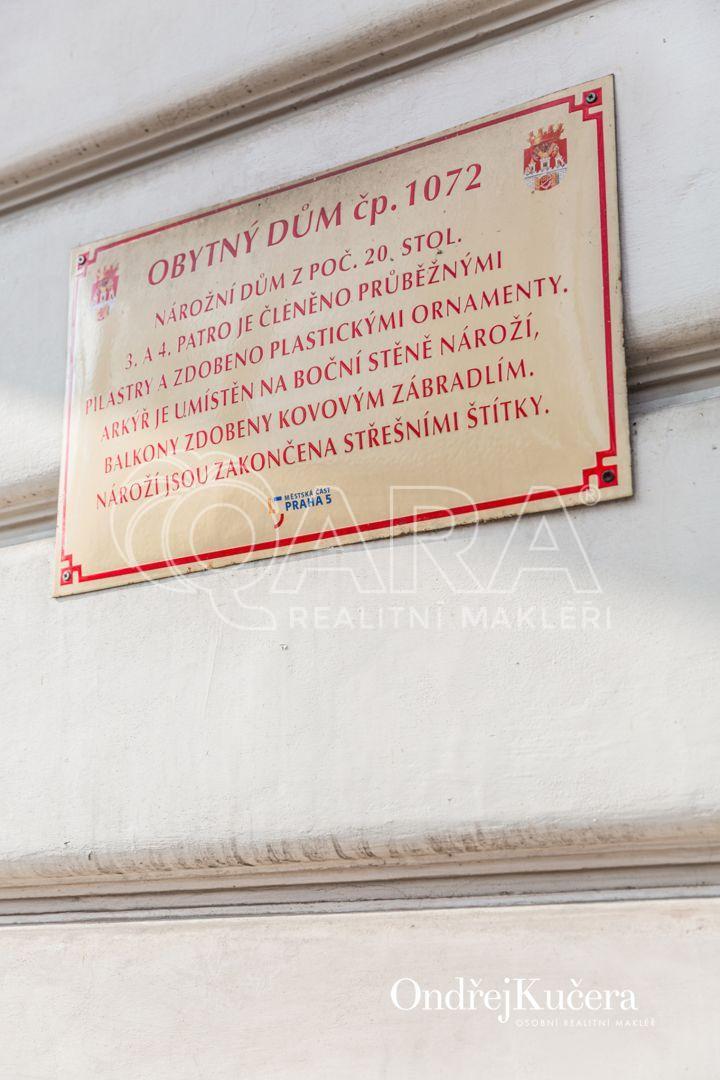 OBYTNÝ DŮM čp. 1072
NÁROŽNÍ DŮM Z POČ. 20. STOL.
3. A 4. PATRO JE ČLENĚNO PRŮBĚŽNÝMI
PILASTRY A ZDOBENO PLASTICKÝMI ORNAMENTY.
ARKÝŘ JE UMÍSTĚN NA BOČNÍ STĚNĚ NÁROŽÍ,
BALKONY ZDOBENY KOVOVÝM ZÁBRADLÍM.
NÁROŽÍ JSOU ZAKONČENA STŘEŠNÍMI ŠTÍTKY.
MĚSTSKÁ ČÁST
PRAHA 5
QARA®
REALITNÍ MAKLÉŘI
OndřejKučera
OSOBNÍ REALITNÍ MAKLÉŘ